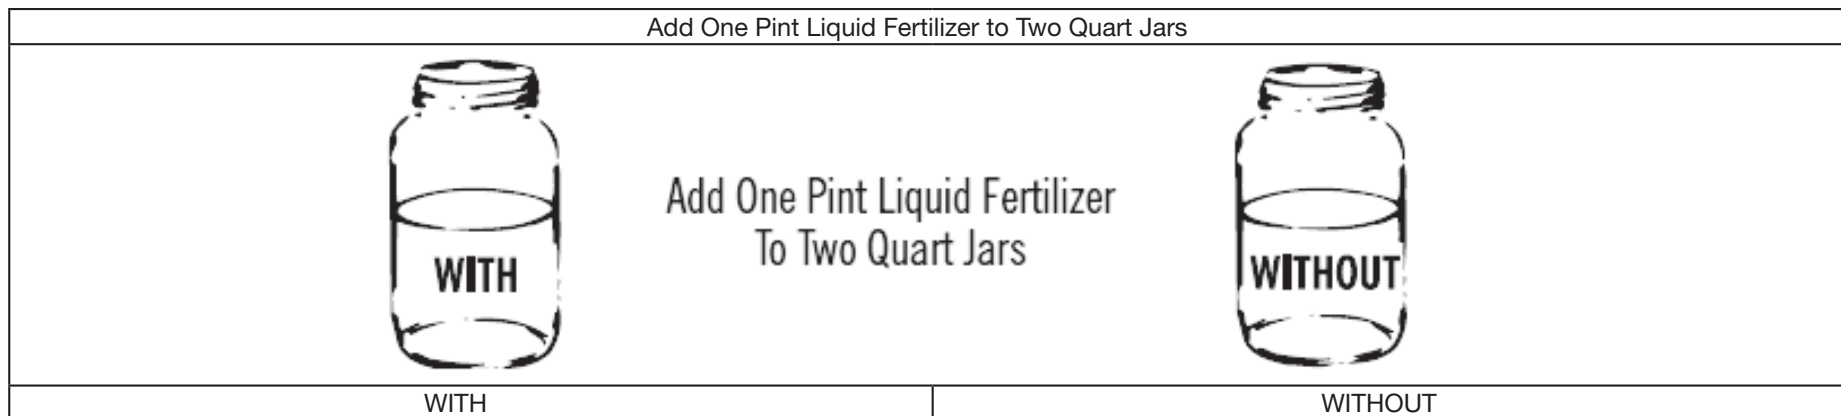 Add One Pint Liquid Fertilizer to Two Quart Jars
Add One Pint Liquid Fertilizer
To Two Quart Jars
WITH
WITHOUT
WITH
WITHOUT